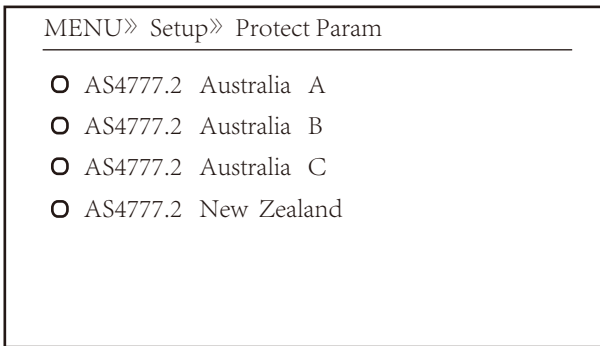 MENU》 Setup》 Protect Param
AS4777.2 Australia A
AS4777.2 Australia B
AS4777.2 Australia C
AS4777.2 New Zealand